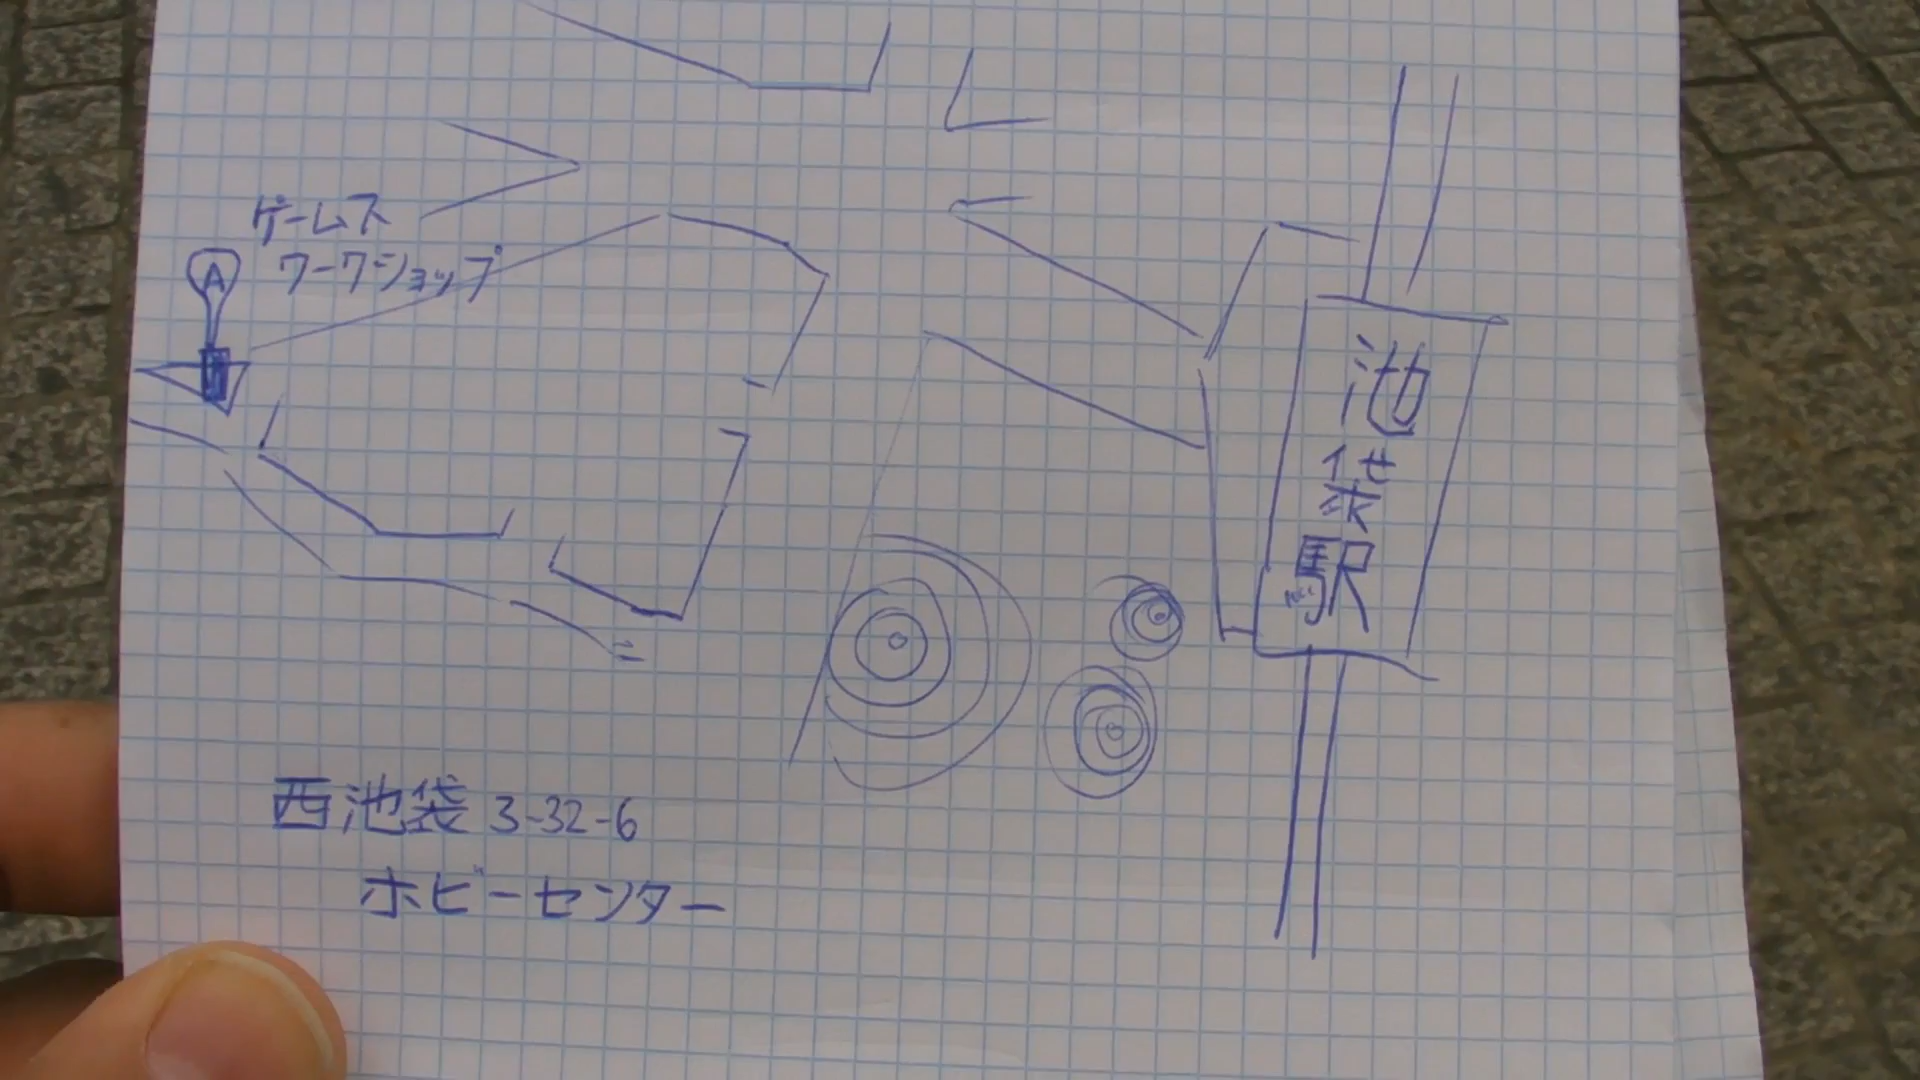 ゲームス
ワークショップ
A
池袋駅
西池袋 3-32-6
ホビーセンター